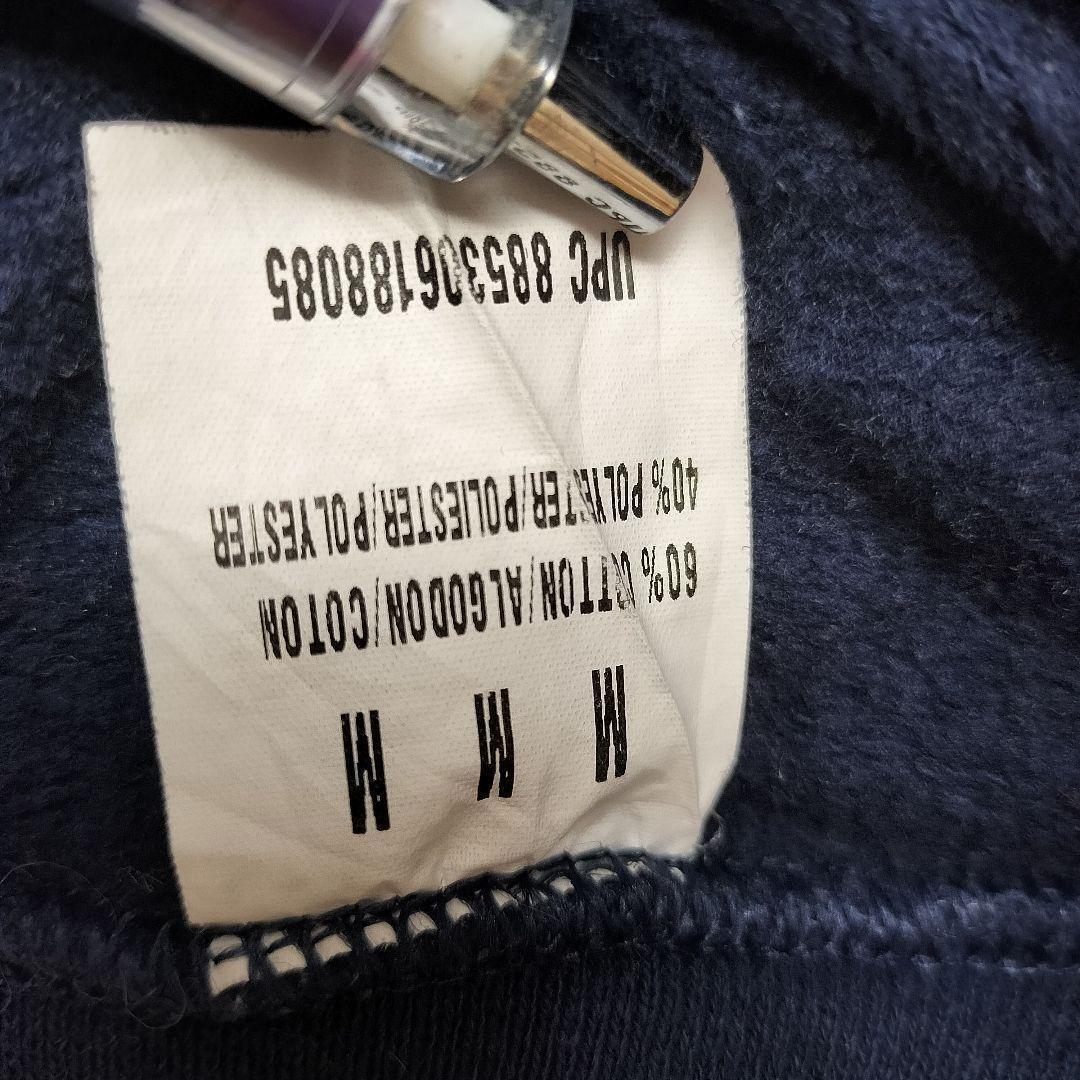 M M M
60% COTTON/ALGODON/COTON
40% POLYESTER/POLIESTER/POLYESTER
UPC 885306188085